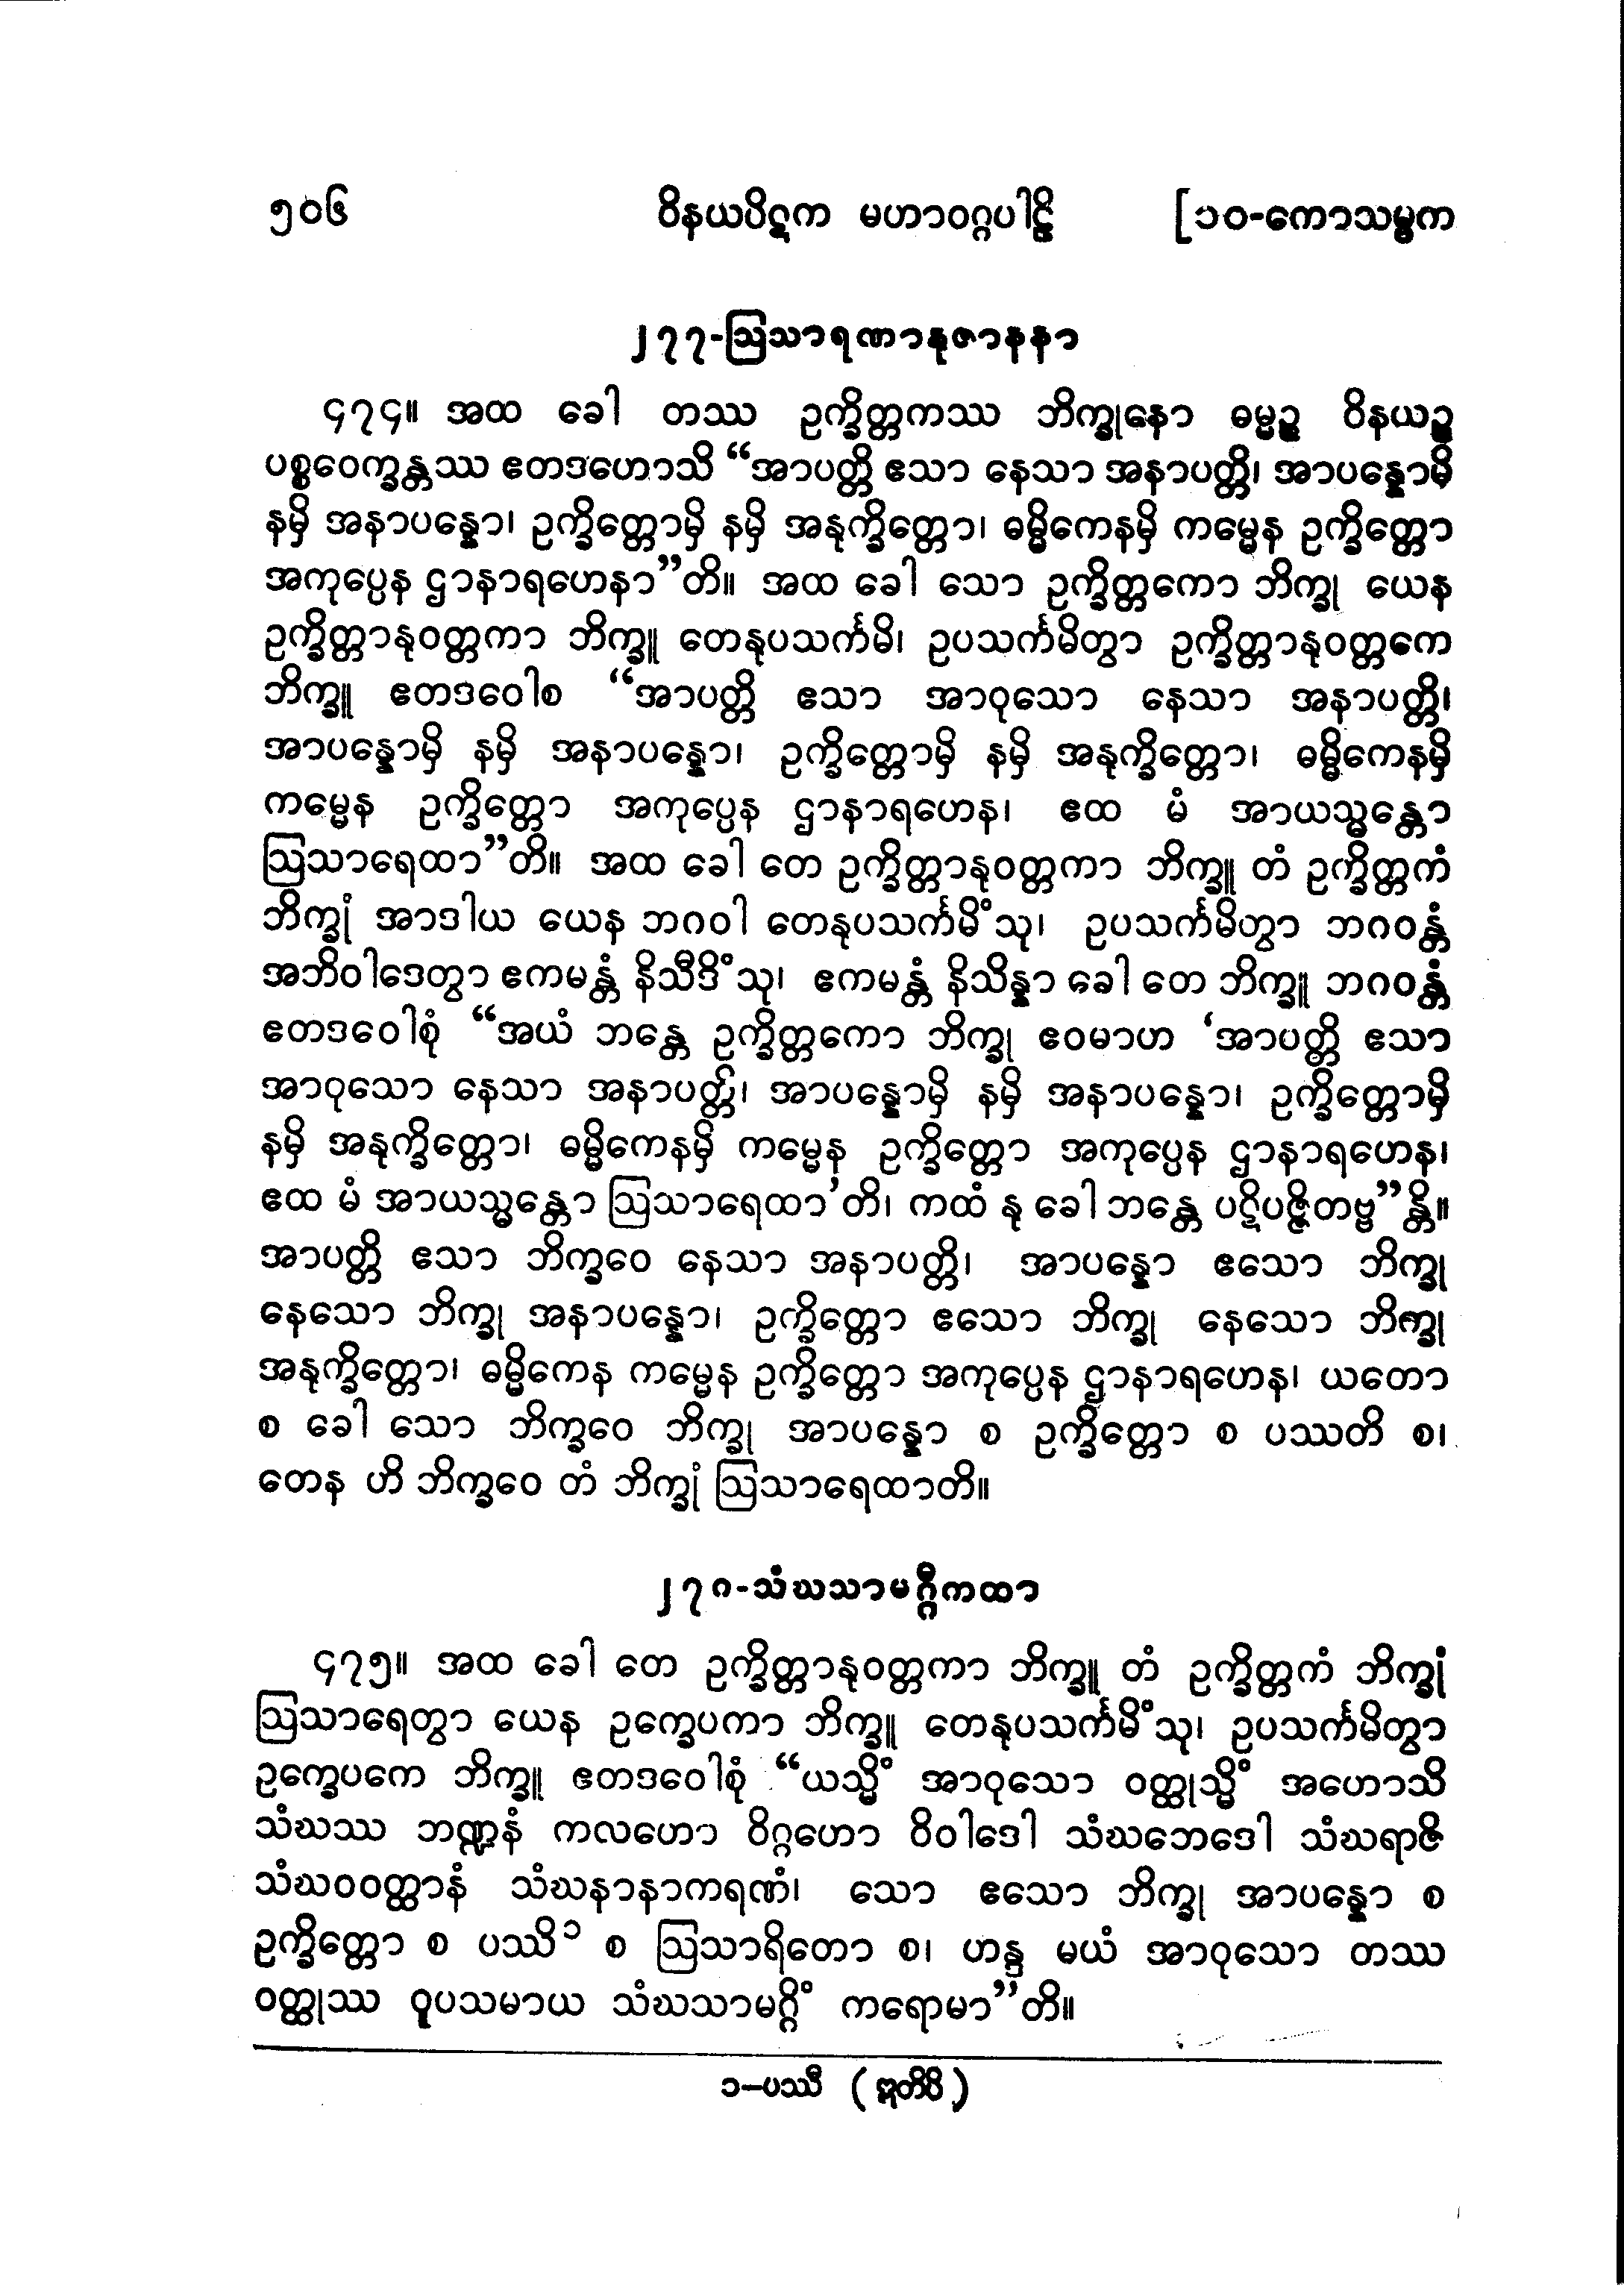 ၅၀၆ ဝိနယပိဋက မဟာဝဂ္ဂပါဠိ [၁၀-ကောသမ္ဗက
၂၇၇-ဩသာရဏာနုဇာနနာ
၄၇၄။ အထ ခေါ တဿ ဥက္ခိတ္တကဿ ဘိက္ခုနော ဓမ္မဉ္စ ဝိနယဉ္စ
ပစ္စဝေက္ခန္တဿ ဧတဒဟောသိ “အာပတ္တိ ဧသာ နေသာ အနာပတ္တိ၊ အာပန္နောမှိ
နမှိ အနာပန္နော၊ ဥက္ခိတ္တောမှိ နမှိ အနုက္ခိတ္တော၊ ဓမ္မိကေနမှိ ကမ္မေန ဥက္ခိတ္တော
အကုပ္ပေန ဌာနာရဟေနာ”တိ။ အထ ခေါ သော ဥက္ခိတ္တကော ဘိက္ခု ယေန
ဥက္ခိတ္တာနုဝတ္တကာ ဘိက္ခူ တေနုပသင်္ကမိ၊ ဥပသင်္ကမိတွာ ဥက္ခိတ္တာနုဝတ္တကေ
ဘိက္ခူ ဧတဒဝေါစ “အာပတ္တိ ဧသာ အာဝုသော နေသာ အနာပတ္တိ၊
အာပန္နောမှိ နမှိ အနာပန္နော၊ ဥက္ခိတ္တောမှိ နမှိ အနုက္ခိတ္တော၊ ဓမ္မိကေနမှိ
ကမ္မေန ဥက္ခိတ္တော အကုပ္ပေန ဌာနာရဟေန၊ ဧထ မံ အာယသ္မန္တော
ဩသာရေထာ”တိ။ အထ ခေါ တေ ဥက္ခိတ္တာနုဝတ္တကာ ဘိက္ခူ တံ ဥက္ခိတ္တကံ
ဘိက္ခုံ အာဒါယ ယေန ဘဂဝါ တေနုပသင်္ကမိံသု၊ ဥပသင်္ကမိတွာ ဘဂဝန္တံ
အဘိဝါဒေတွာ ဧကမန္တံ နိသီဒိံသု၊ ဧကမန္တံ နိသိန္နာ ခေါ တေ ဘိက္ခူ ဘဂဝန္တံ
ဧတဒဝေါစုံ “အယံ ဘန္တေ ဥက္ခိတ္တကော ဘိက္ခု ဧဝမာဟ ‘အာပတ္တိ ဧသာ
အာဝုသော နေသာ အနာပတ္တိ၊ အာပန္နောမှိ နမှိ အနာပန္နော၊ ဥက္ခိတ္တောမှိ
နမှိ အနုက္ခိတ္တော၊ ဓမ္မိကေနမှိ ကမ္မေန ဥက္ခိတ္တော အကုပ္ပေန ဌာနာရဟေန၊
ဧထ မံ အာယသ္မန္တော ဩသာရေထာ’တိ၊ ကထံ နု ခေါ ဘန္တေ ပဋိပဇ္ဇိတဗ္ဗ”န္တိ။
အာပတ္တိ ဧသာ ဘိက္ခဝေ နေသာ အနာပတ္တိ၊ အာပန္နော ဧသော ဘိက္ခု
နေသော ဘိက္ခု အနာပန္နော၊ ဥက္ခိတ္တော ဧသော ဘိက္ခု နေသော ဘိက္ခု
အနုက္ခိတ္တော၊ ဓမ္မိကေန ကမ္မေန ဥက္ခိတ္တော အကုပ္ပေန ဌာနာရဟေန၊ ယတော
စ ခေါ သော ဘိက္ခဝေ ဘိက္ခု အာပန္နော စ ဥက္ခိတ္တော စ ပဿတိ စ၊
တေန ဟိ ဘိက္ခဝေ တံ ဘိက္ခုံ ဩသာရေထာတိ။
၂၇၈-သံဃသာမဂ္ဂီကထာ
၄၇၅။ အထ ခေါ တေ ဥက္ခိတ္တာနုဝတ္တကာ ဘိက္ခူ တံ ဥက္ခိတ္တကံ ဘိက္ခုံ
ဩသာရေတွာ ယေန ဥက္ခေပကာ ဘိက္ခူ တေနုပသင်္ကမိံသု၊ ဥပသင်္ကမိတွာ
ဥက္ခေပကေ ဘိက္ခူ ဧတဒဝေါစုံ “ယသ္မိံ အာဝုသော ဝတ္ထုသ္မိံ အဟောသိ
သံဃဿ ဘဏ္ဍနံ ကလဟော ဝိဂ္ဂဟော ဝိဝါဒေါ သံဃဘေဒေါ သံဃရာဇိ
သံဃဝဝတ္ထာနံ သံဃနာနာကရဏံ၊ သော ဧသော ဘိက္ခု အာပန္နော စ
ဥက္ခိတ္တော စ ပဿိ ၁ စ ဩသာရိတော စ၊ ဟန္ဒ မယံ အာဝုသော တဿ
ဝတ္ထုဿ ဝူပသမာယ သံဃသာမဂ္ဂိံ ကရောမာ”တိ။
၁–ပဿီ (ဣတိပိ)